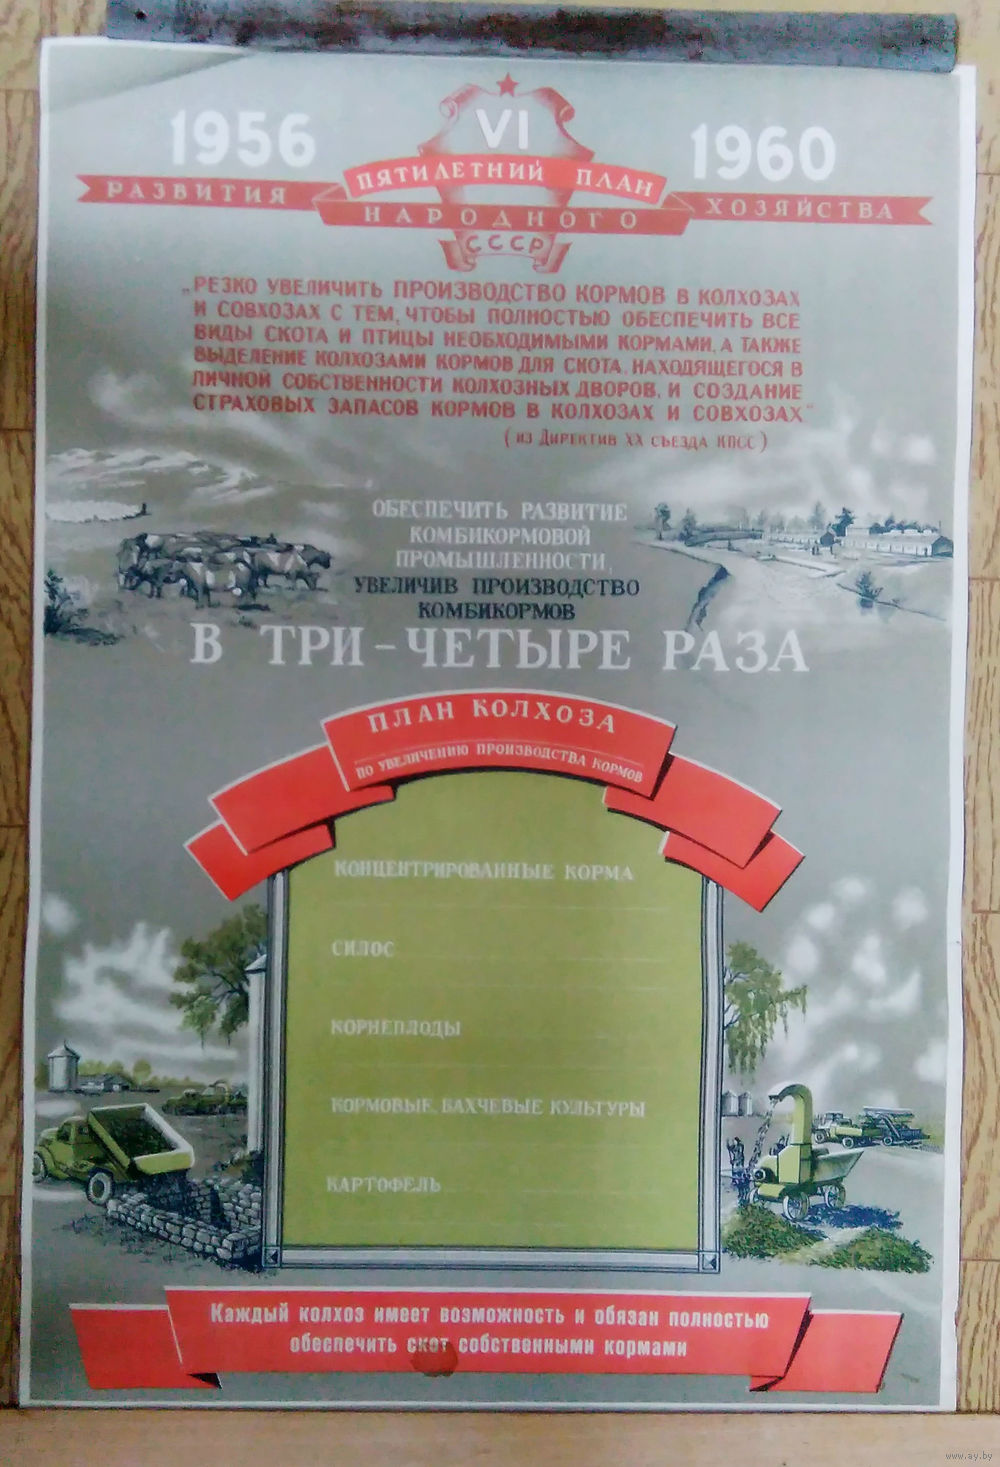 1956
VI
1960
ПЯТИЛЕТНИЙ ПЛАН
РАЗВИТИЯ
НАРОДНОГО
ХОЗЯЙСТВА
СССР
„РЕЗКО УВЕЛИЧИТЬ ПРОИЗВОДСТВО КОРМОВ В КОЛХОЗАХ
И СОВХОЗАХ С ТЕМ, ЧТОБЫ ПОЛНОСТЬЮ ОБЕСПЕЧИТЬ ВСЕ
ВИДЫ СКОТА И ПТИЦЫ НЕОБХОДИМЫМИ КОРМАМИ, А ТАКЖЕ
ВЫДЕЛЕНИЕ КОЛХОЗАМИ КОРМОВ ДЛЯ СКОТА, НАХОДЯЩЕГОСЯ В
ЛИЧНОЙ СОБСТВЕННОСТИ КОЛХОЗНЫХ ДВОРОВ, И СОЗДАНИЕ
СТРАХОВЫХ ЗАПАСОВ КОРМОВ В КОЛХОЗАХ И СОВХОЗАХ“
(ИЗ ДИРЕКТИВ XX СЪЕЗДА КПСС)
ОБЕСПЕЧИТЬ РАЗВИТИЕ
КОМБИКОРМОВОЙ
ПРОМЫШЛЕННОСТИ,
УВЕЛИЧИВ ПРОИЗВОДСТВО
КОМБИКОРМОВ
В ТРИ-ЧЕТЫРЕ РАЗА
ПЛАН КОЛХОЗА
ПО УВЕЛИЧЕНИЮ ПРОИЗВОДСТВА КОРМОВ
КОНЦЕНТРИРОВАННЫЕ КОРМА
СИЛОС
КОРНЕПЛОДЫ
КОРМОВЫЕ, БАХЧЕВЫЕ КУЛЬТУРЫ
КАРТОФЕЛЬ
Каждый колхоз имеет возможность и обязан полностью
обеспечить скот собственными кормами
www.ay.by